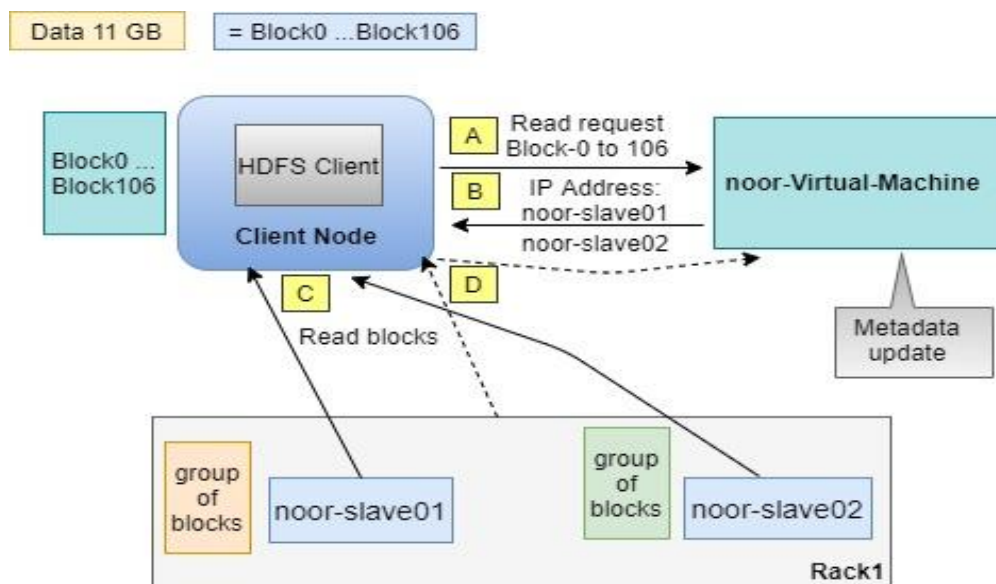 Data 11 GB
= Block0 ...Block106
Block0 ...
Block106
HDFS Client
Client Node
A
Read request
Block-0 to 106
B
IP Address:
noor-slave01
noor-slave02
noor-Virtual-Machine
C
D
Read blocks
Metadata
update
group
of
blocks
noor-slave01
group
of
blocks
noor-slave02
Rack1